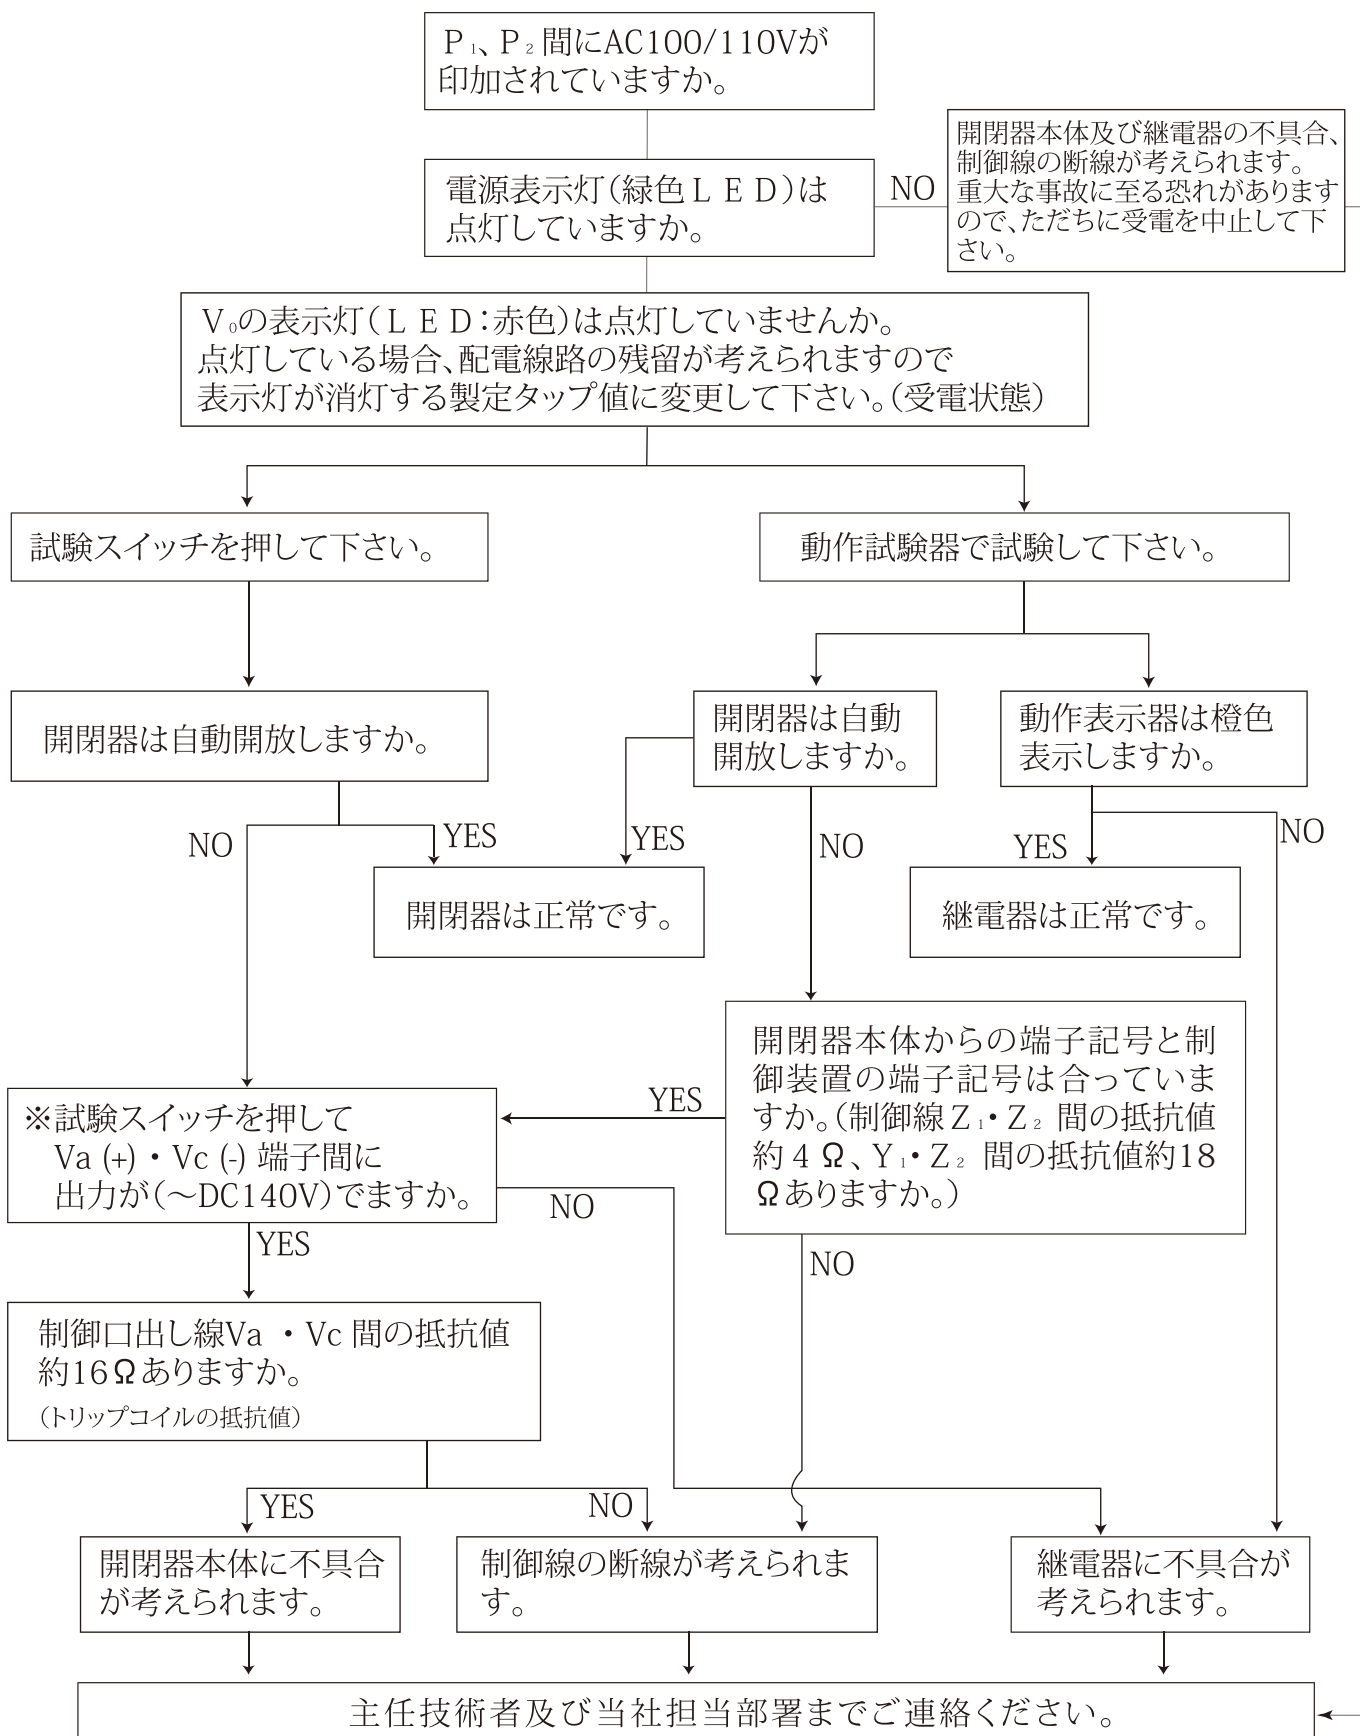 P₁、P₂間にAC100/110Vが
印加されていますか。
電源表示灯(緑色LED)は
点灯していますか。
NO
開閉器本体及び継電器の不具合、
制御線の断線が考えられます。
重大な事故に至る恐れがあります
ので、ただちに受電を中止して下
さい。
V₀の表示灯(LED:赤色)は点灯していませんか。
点灯している場合、配電線路の残留が考えられますので
表示灯が消灯する製定タップ値に変更して下さい。(受電状態)
試験スイッチを押して下さい。
動作試験器で試験して下さい。
開閉器は自動開放しますか。
開閉器は自動
開放しますか。
動作表示器は橙色
表示しますか。
NO
YES
YES
NO
YES
NO
開閉器は正常です。
継電器は正常です。
開閉器本体からの端子記号と制
御装置の端子記号は合っていま
すか。(制御線Z₁・Z₂間の抵抗値
約4Ω、Y₁・Z₂間の抵抗値約18
Ωありますか。)
YES
※試験スイッチを押して
Va (+)・Vc (-) 端子間に
出力が(〜DC140V)でますか。
NO
YES
NO
制御口出し線Va ・Vc 間の抵抗値
約16Ωありますか。
(トリップコイルの抵抗値)
YES
NO
開閉器本体に不具合
が考えられます。
制御線の断線が考えられま
す。
継電器に不具合が
考えられます。
主任技術者及び当社担当部署までご連絡ください。